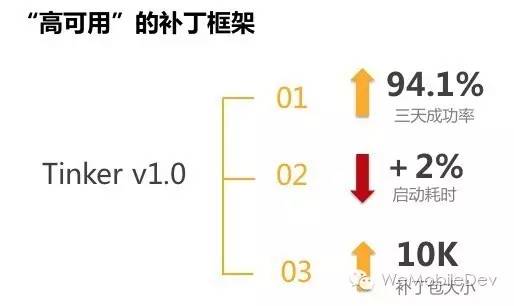 “高可用”的补丁框架
Tinker v1.0
01
94.1%
三天成功率
02
+ 2%
启动耗时
03
10K
补丁包大小
WeMobileDev